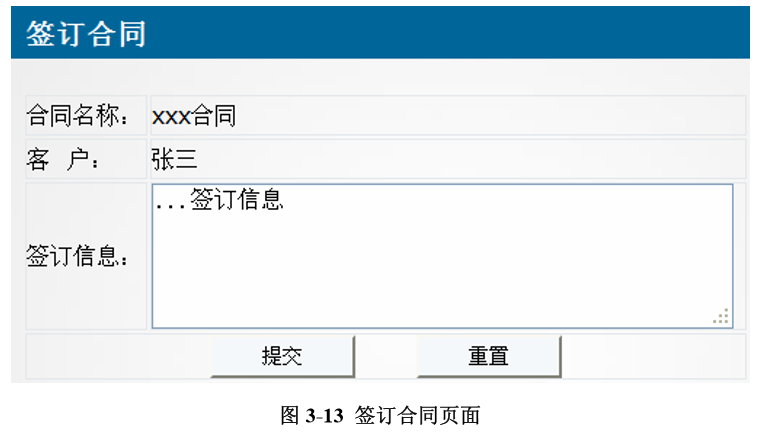 签订合同
合同名称： xxx合同
客 户： 张三
...签订信息
签订信息：
提交 重置
图 3-13 签订合同页面